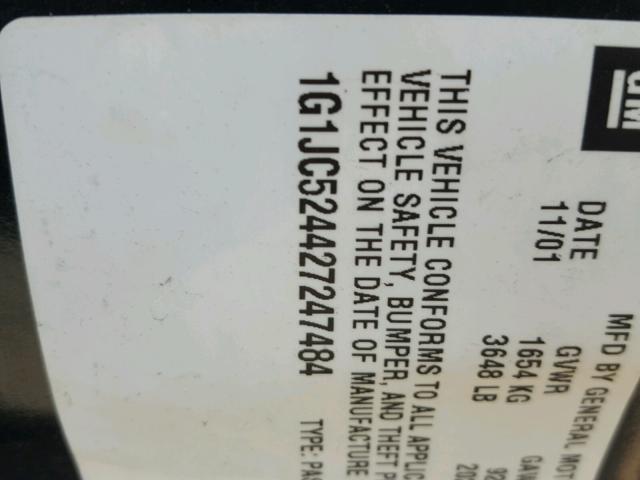 GM
MFD BY GENERAL MOT
DATE GVWR GAW
11/01 1654 KG 92
3648 LB 20
THIS VEHICLE CONFORMS TO ALL APPLIC
VEHICLE SAFETY, BUMPER, AND THEFT P
EFFECT ON THE DATE OF MANUFACTURE
1G1JC524427247484 TYPE: PAS